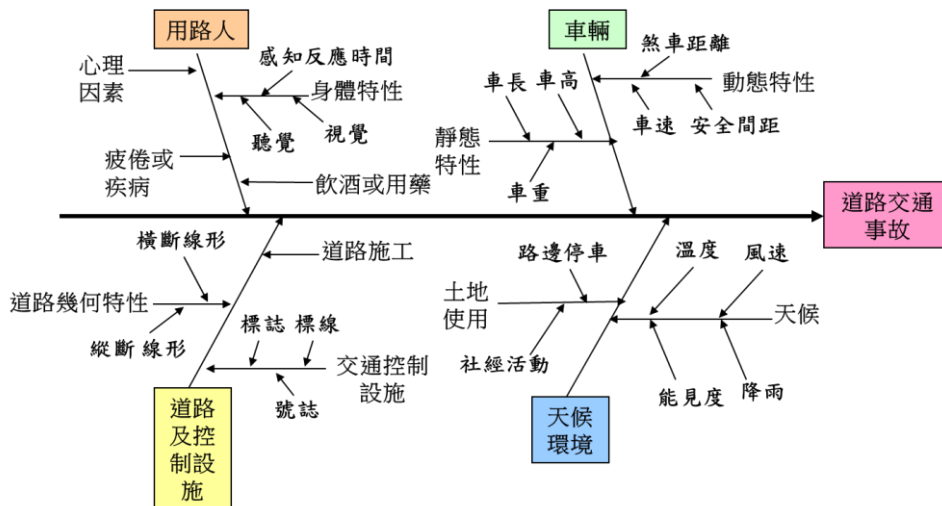 用路人
心理
因素
感知反應時間
身體特性
聽覺
視覺
疲倦或
疾病
飲酒或用藥
車輛
煞車距離
動態特性
車速
安全間距
車長
車高
靜態
特性
車重
道路交通
事故
橫斷線形
道路施工
道路幾何特性
縱斷線形
標誌
標線
交通控制
設施
號誌
道路
及控
制設
施
路邊停車
溫度
風速
土地
使用
天候
社經活動
能見度
降雨
天候
環境